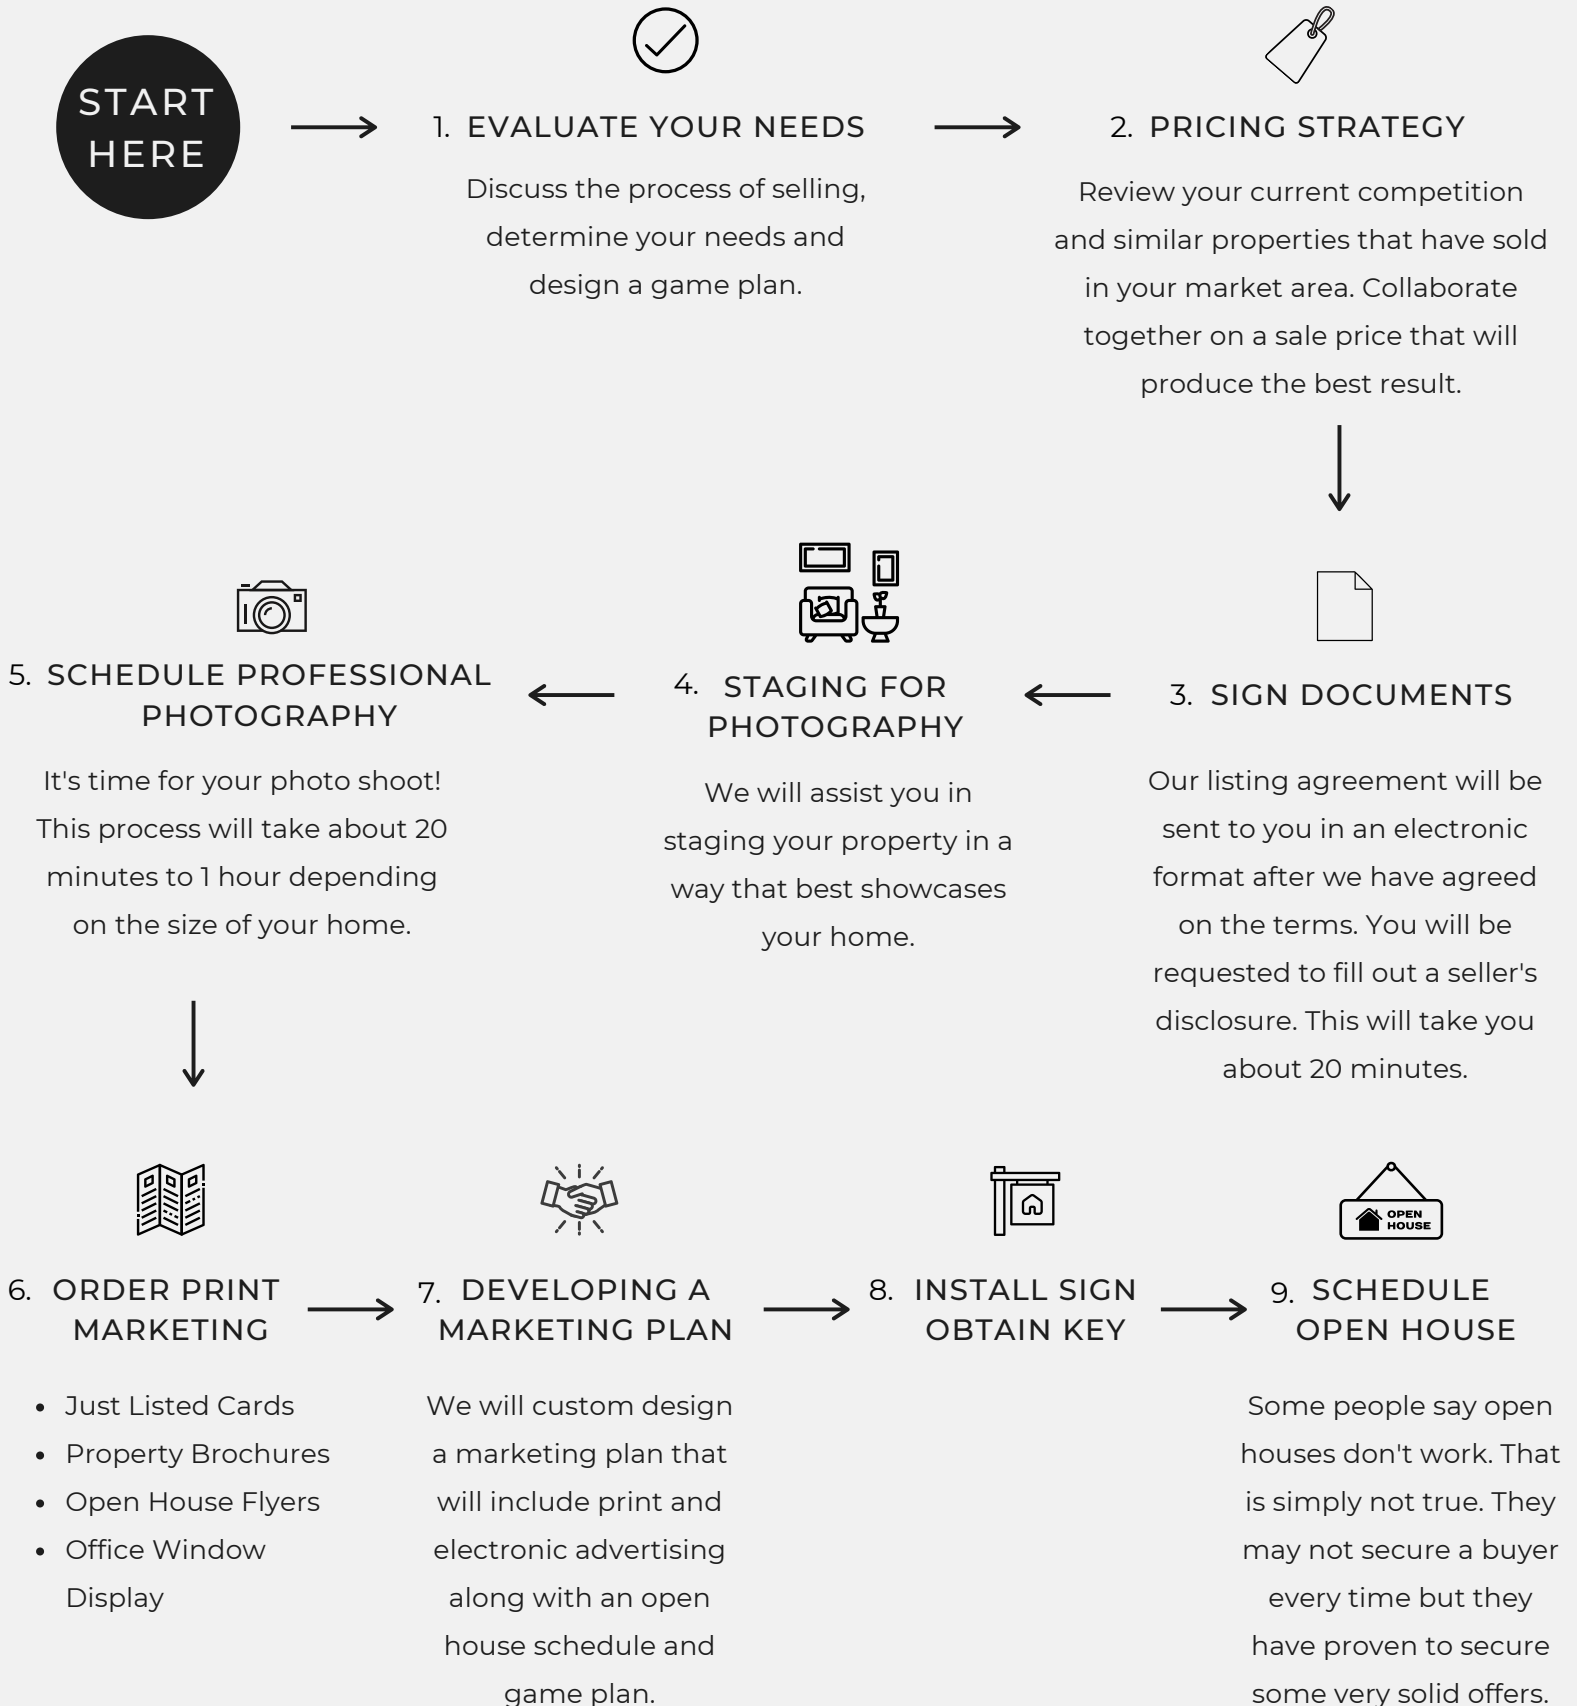 START
HERE
1. EVALUATE YOUR NEEDS
Discuss the process of selling,
determine your needs and
design a game plan.
2. PRICING STRATEGY
Review your current competition
and similar properties that have sold
in your market area. Collaborate
together on a sale price that will
produce the best result.
3. SIGN DOCUMENTS
Our listing agreement will be
sent to you in an electronic
format after we have agreed
on the terms. You will be
requested to fill out a seller's
disclosure. This will take you
about 20 minutes.
4. STAGING FOR
PHOTOGRAPHY
We will assist you in
staging your property in a
way that best showcases
your home.
5. SCHEDULE PROFESSIONAL
PHOTOGRAPHY
It's time for your photo shoot!
This process will take about 20
minutes to 1 hour depending
on the size of your home.
6. ORDER PRINT
MARKETING
• Just Listed Cards
• Property Brochures
• Open House Flyers
• Office Window
Display
7. DEVELOPING A
MARKETING PLAN
We will custom design
a marketing plan that
will include print and
electronic advertising
along with an open
house schedule and
game plan.
8. INSTALL SIGN
OBTAIN KEY
OPEN
HOUSE
9. SCHEDULE
OPEN HOUSE
Some people say open
houses don't work. That
is simply not true. They
may not secure a buyer
every time but they
have proven to secure
some very solid offers.